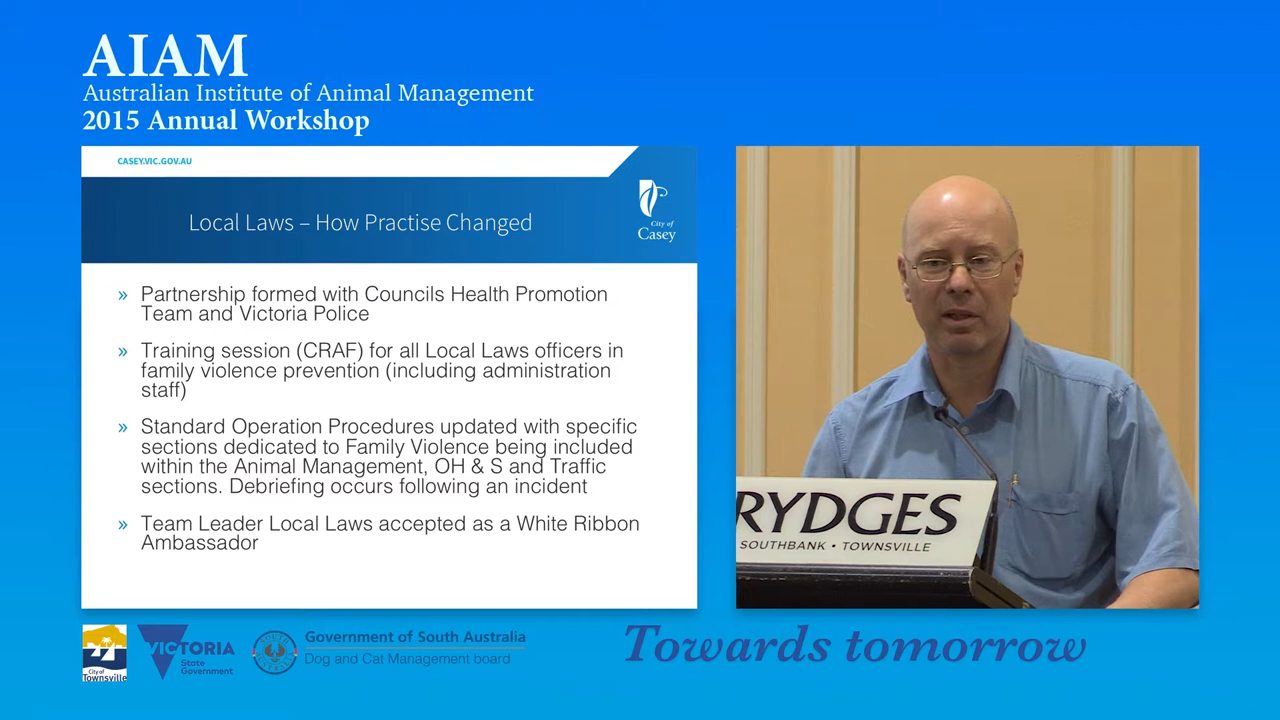 AIAM
Australian Institute of Animal Management
2015 Annual Workshop
CASEY.VIC.GOV.AU
Local Laws – How Practise Changed
City of
Casey
» Partnership formed with Councils Health Promotion
Team and Victoria Police
» Training session (CRAF) for all Local Laws officers in
family violence prevention (including administration
staff)
» Standard Operation Procedures updated with specific
sections dedicated to Family Violence being included
within the Animal Management, OH & S and Traffic
sections. Debriefing occurs following an incident
» Team Leader Local Laws accepted as a White Ribbon
Ambassador
RYDGES
SOUTHBANK • TOWNSVILLE
City of
Townsville
VICTORIA
State
Government
Government of South Australia
Dog and Cat Management board
Towards tomorrow